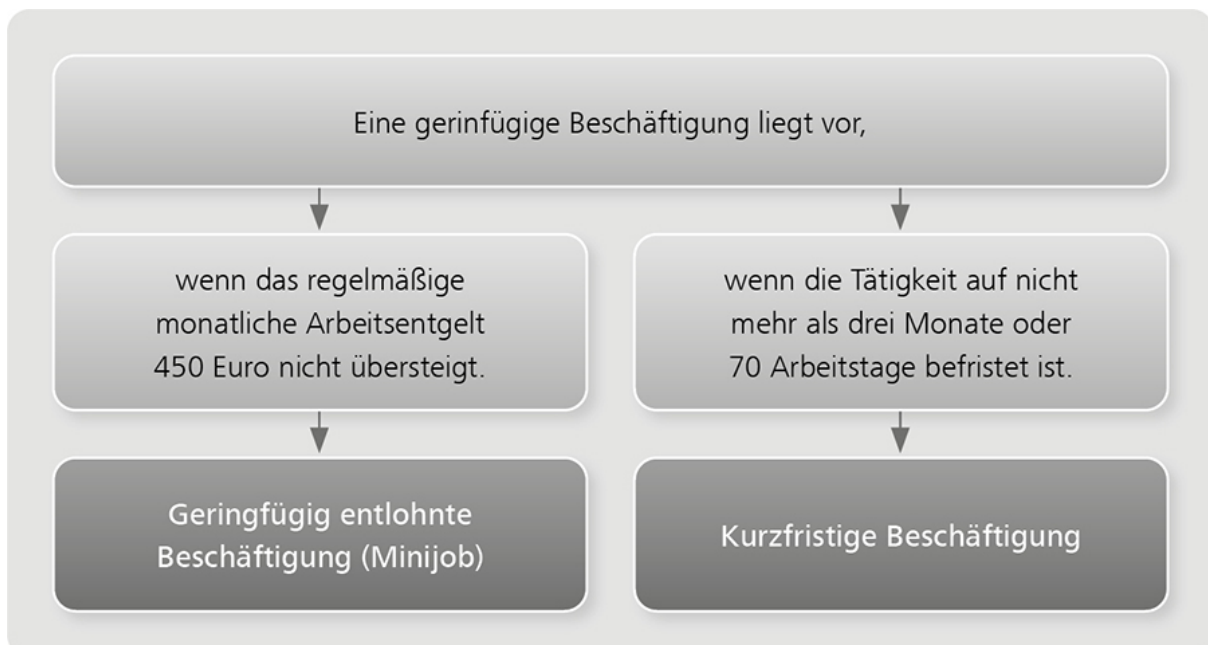 Eine gerinfügige Beschäftigung liegt vor,
wenn das regelmäßige
monatliche Arbeitsentgelt
450 Euro nicht übersteigt.
wenn die Tätigkeit auf nicht
mehr als drei Monate oder
70 Arbeitstage befristet ist.
Geringfügig entlohnte
Beschäftigung (Minijob)
Kurzfristige Beschäftigung